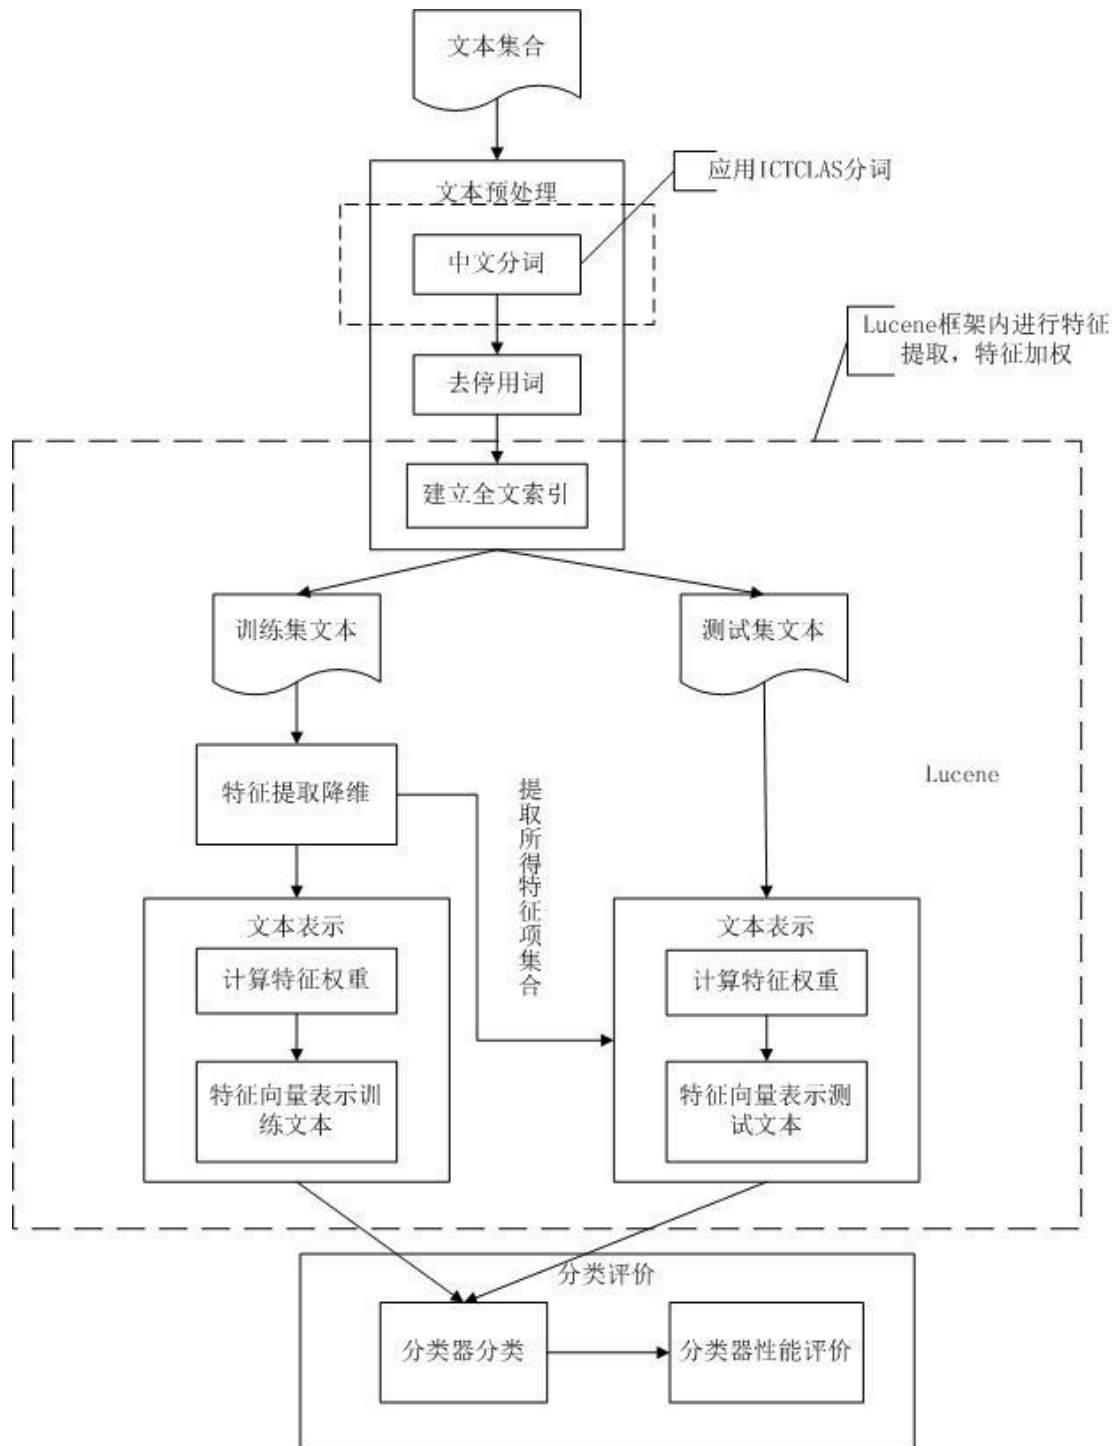 文本集合
应用ICTCLAS分词
文本预处理
中文分词
Lucene框架内进行特征
提取，特征加权
去停用词
建立全文索引
训练集文本
测试集文本
特征提取降维
提取所得特征项集合
Lucene
文本表示
计算特征权重
特征向量表示训
练文本
文本表示
计算特征权重
特征向量表示测
试文本
分类评价
分类器分类
分类器性能评价